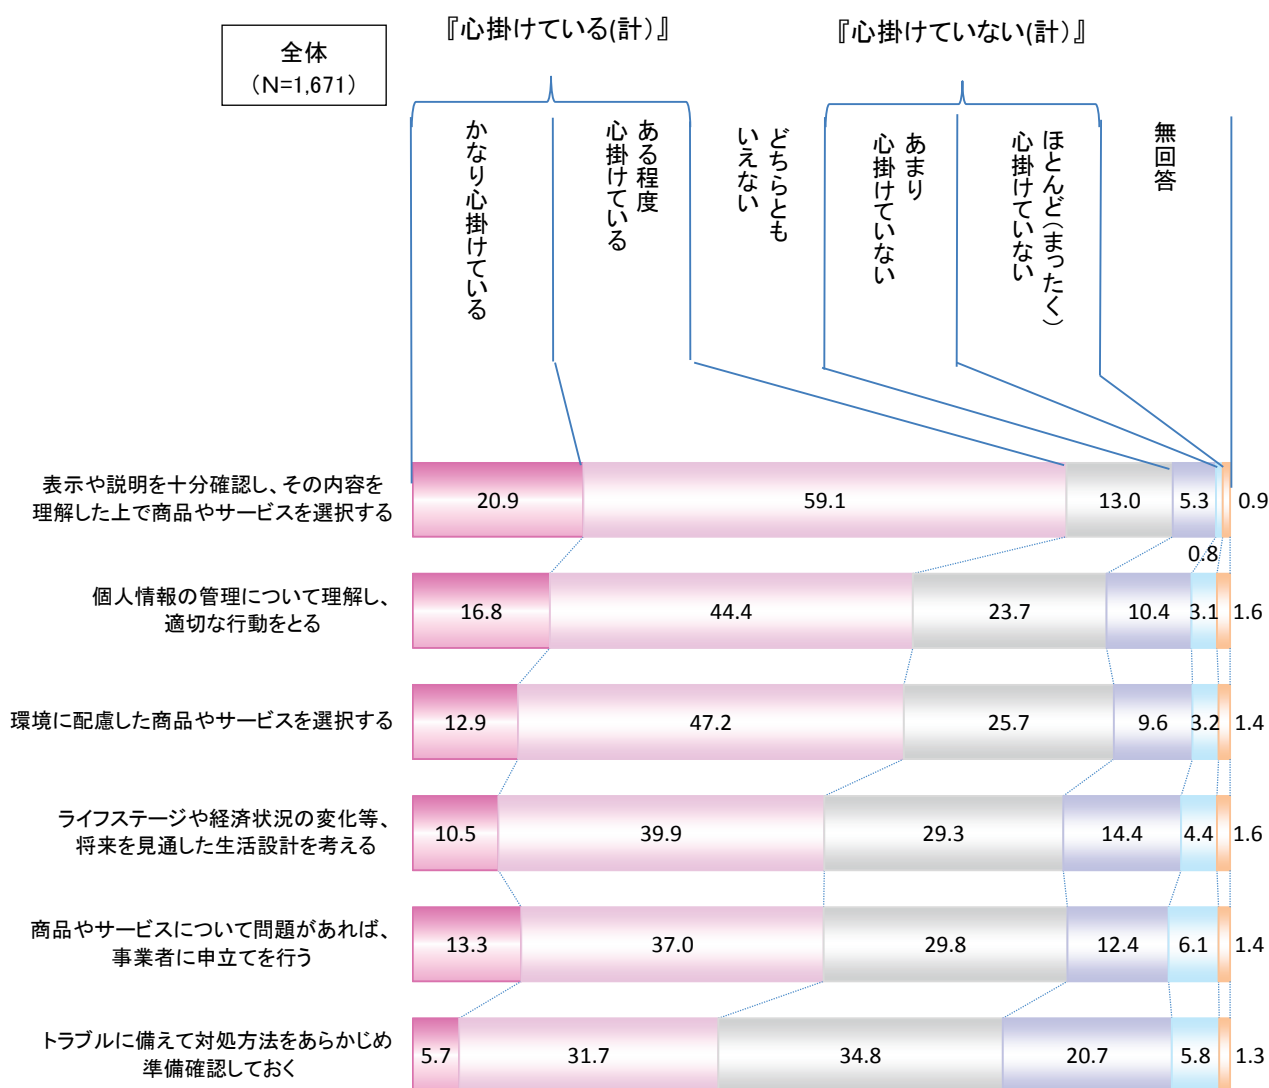 『心掛けている(計)』
『心掛けていない(計)』
全体
(N=1,671)
かなり心掛けている
ある程度
心掛けている
どちらとも
いえない
あまり
心掛けていない
ほとんど(まったく)
心掛けていない
無回答
表示や説明を十分確認し、その内容を
理解した上で商品やサービスを選択する
20.9
59.1
13.0
5.3
0.8
0.9
個人情報の管理について理解し、
適切な行動をとる
16.8
44.4
23.7
10.4
3.1
1.6
環境に配慮した商品やサービスを選択する
12.9
47.2
25.7
9.6
3.2
1.4
ライフステージや経済状況の変化等、
将来を見通した生活設計を考える
10.5
39.9
29.3
14.4
4.4
1.6
商品やサービスについて問題があれば、
事業者に申立てを行う
13.3
37.0
29.8
12.4
6.1
1.4
トラブルに備えて対処方法をあらかじめ
準備確認しておく
5.7
31.7
34.8
20.7
5.8
1.3